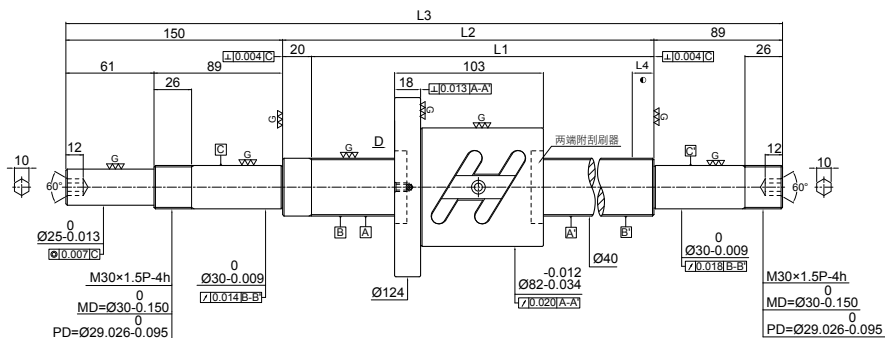 L3
150
L2
89
⊥ 0.004 C
20
L1
⊥ 0.004 C
26
61
89
103
L4
26
18
⊥ 0.013 A-A'
G
G
G
G
两端附刮刷器
D
12
G
C
G
G
C'
G
12
10
10
60°
60°
B
A
A'
B'
0
Ø25-0.013
◎ 0.007 C
0
Ø30-0.009
⌰ 0.014 B-B'
M30×1.5P-4h
0
MD=Ø30-0.150
0
PD=Ø29.026-0.095
Ø124
-0.012
Ø82-0.034
⌰ 0.020 A-A'
Ø40
0
Ø30-0.009
⌰ 0.018 B-B'
M30×1.5P-4h
0
MD=Ø30-0.150
0
PD=Ø29.026-0.095